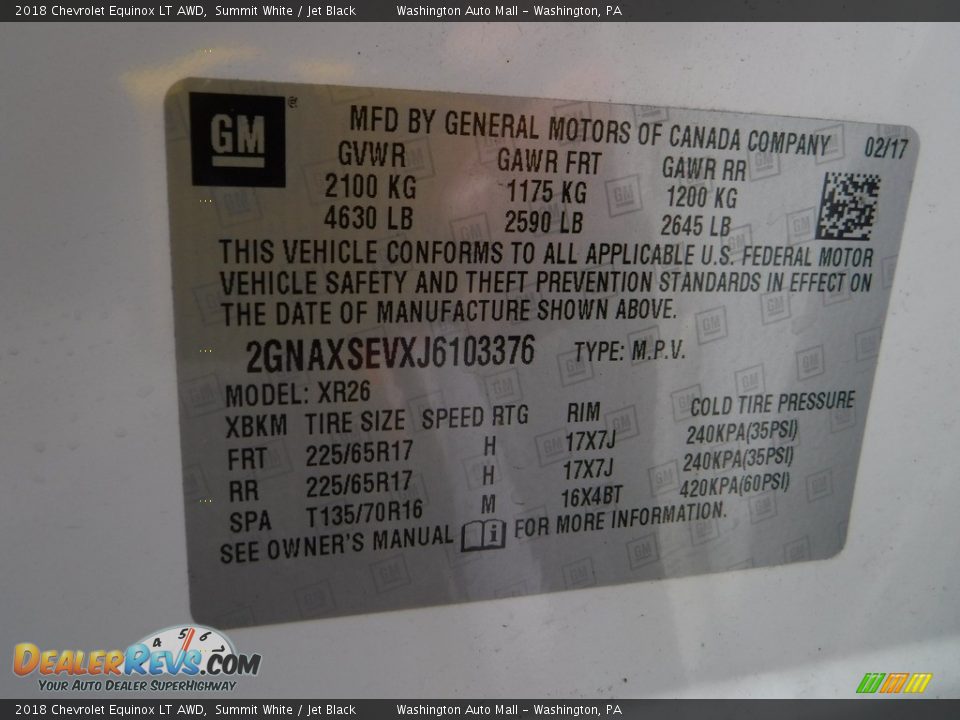 2018 Chevrolet Equinox LT AWD, Summit White / Jet Black Washington Auto Mall - Washington, PA
GM
MFD BY GENERAL MOTORS OF CANADA COMPANY 02/17
GVWR GAWR FRT GAWR RR
2100 KG 1175 KG 1200 KG
4630 LB 2590 LB 2645 LB
THIS VEHICLE CONFORMS TO ALL APPLICABLE U.S. FEDERAL MOTOR
VEHICLE SAFETY AND THEFT PREVENTION STANDARDS IN EFFECT ON
THE DATE OF MANUFACTURE SHOWN ABOVE.
2GNAXSEVXJ6103376 TYPE: M.P.V.
MODEL: XR26
XBKM TIRE SIZE SPEED RTG RIM COLD TIRE PRESSURE
FRT 225/65R17 H 17X7J 240KPA(35PSI)
RR 225/65R17 H 17X7J 240KPA(35PSI)
SPA T135/70R16 M 16X4BT 420KPA(60PSI)
SEE OWNER'S MANUAL i FOR MORE INFORMATION.
4 5 6 7
DEALERREVS.COM
YOUR AUTO DEALER SUPERHIGHWAY
2018 Chevrolet Equinox LT AWD, Summit White / Jet Black Washington Auto Mall - Washington, PA